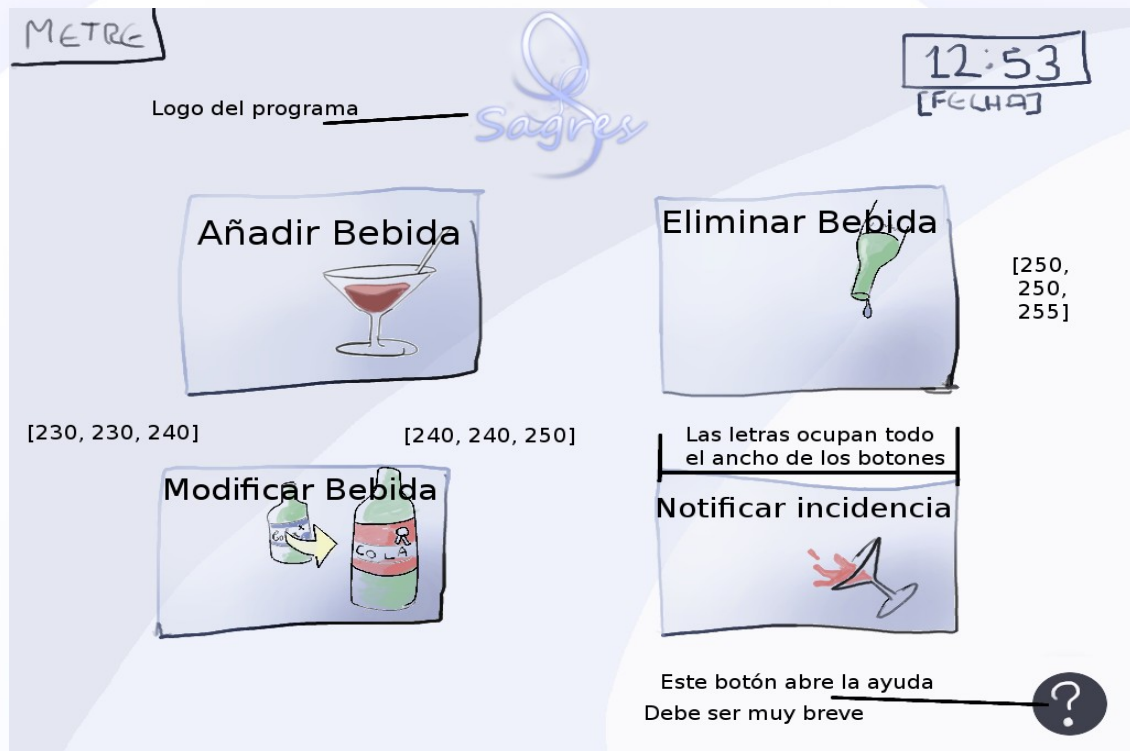 METRE
12:53
[FECHA]
Logo del programa
Sagres
Añadir Bebida
Eliminar Bebida
[250,
250,
255]
[230, 230, 240]
[240, 240, 250]
Las letras ocupan todo
el ancho de los botones
Modificar Bebida
COLA
Notificar incidencia
Este botón abre la ayuda
Debe ser muy breve
?